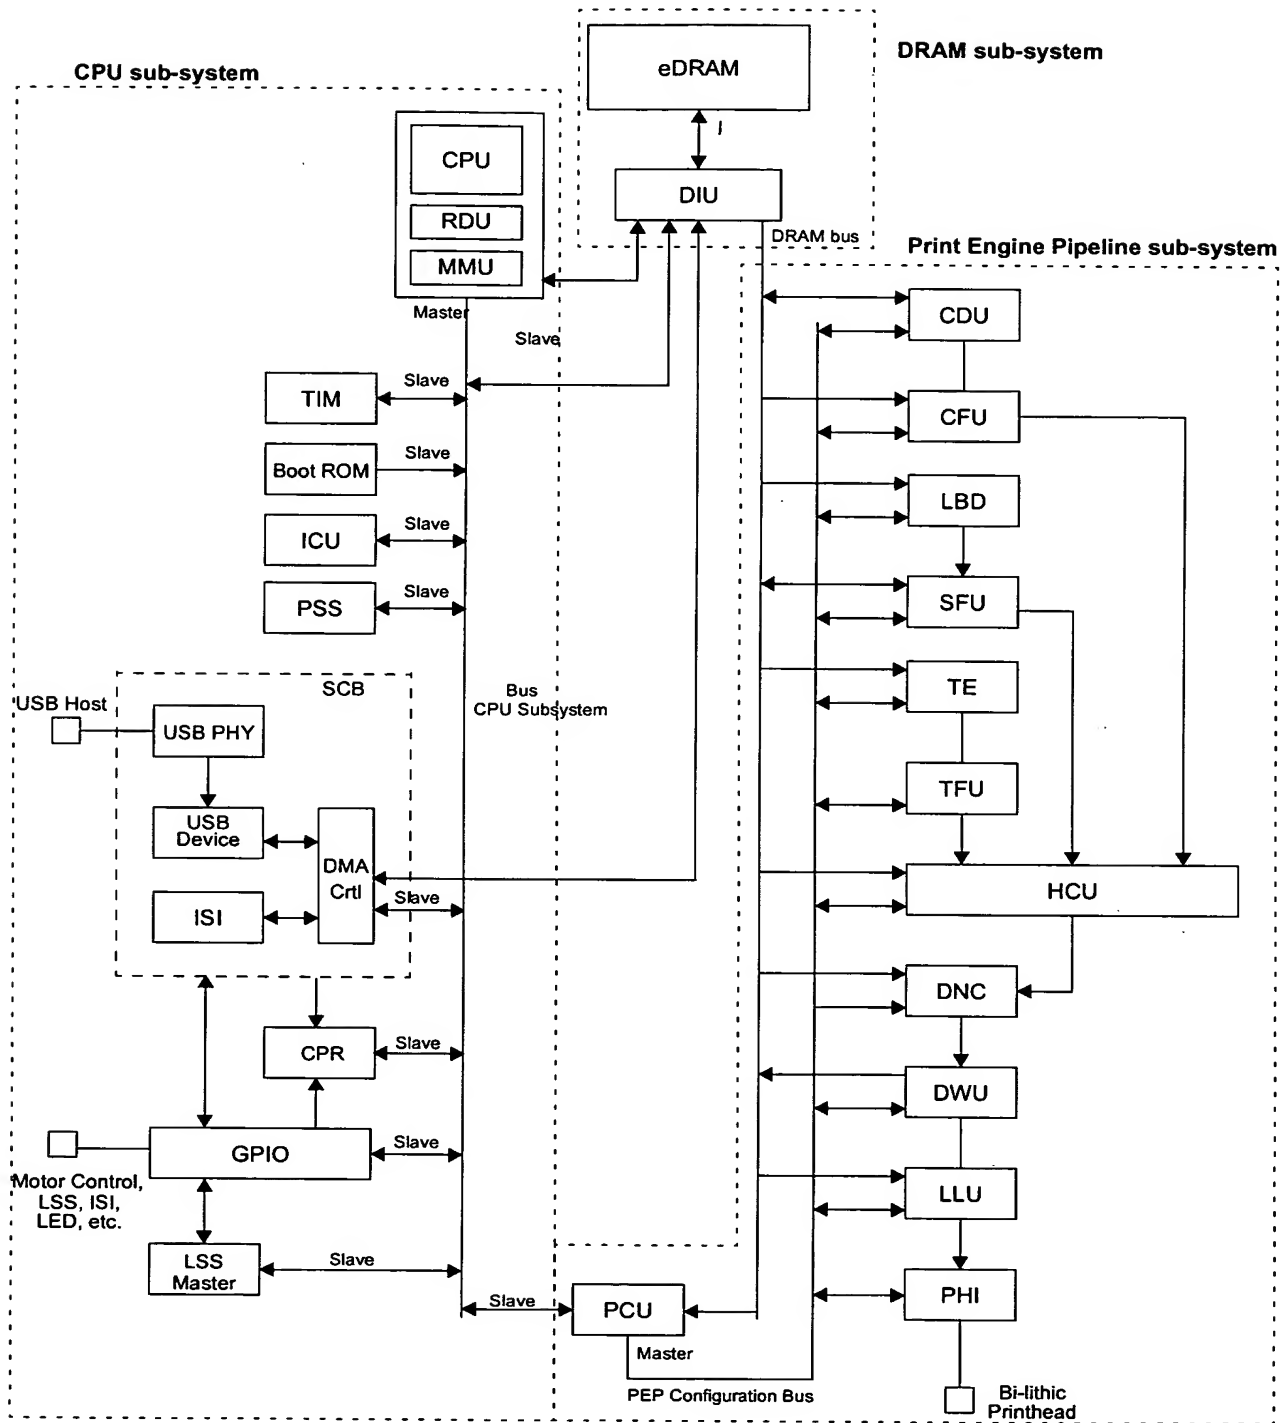 CPU sub-system
DRAM sub-system
eDRAM
DIU
DRAM bus
CPU
RDU
MMU
Master
Slave
Print Engine Pipeline sub-system
TIM
Slave
Boot ROM
Slave
ICU
Slave
PSS
Slave
SCB
Bus
CPU Subsystem
USB Host
USB PHY
USB
Device
DMA
Crtl
Slave
ISI
CPR
Slave
GPIO
Slave
Motor Control,
LSS, ISI,
LED, etc.
LSS
Master
Slave
Slave
PCU
Master
PEP Configuration Bus
CDU
CFU
LBD
SFU
TE
TFU
HCU
DNC
DWU
LLU
PHI
Bi-lithic
Printhead